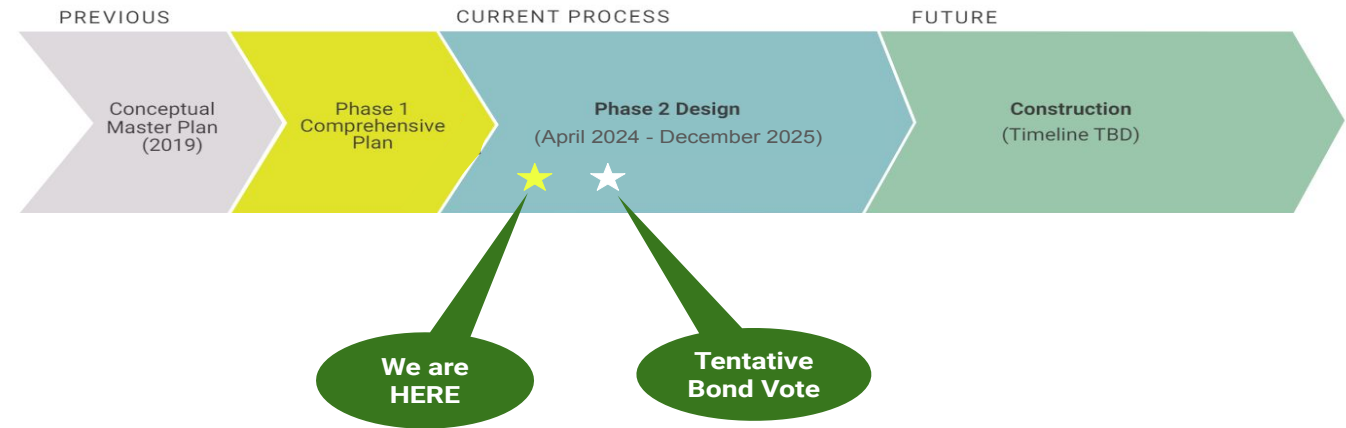 PREVIOUS
CURRENT PROCESS
FUTURE
Conceptual
Master Plan
(2019)
Phase 1
Comprehensive
Plan
Phase 2 Design
(April 2024 - December 2025)
Construction
(Timeline TBD)
We are
HERE
Tentative
Bond Vote